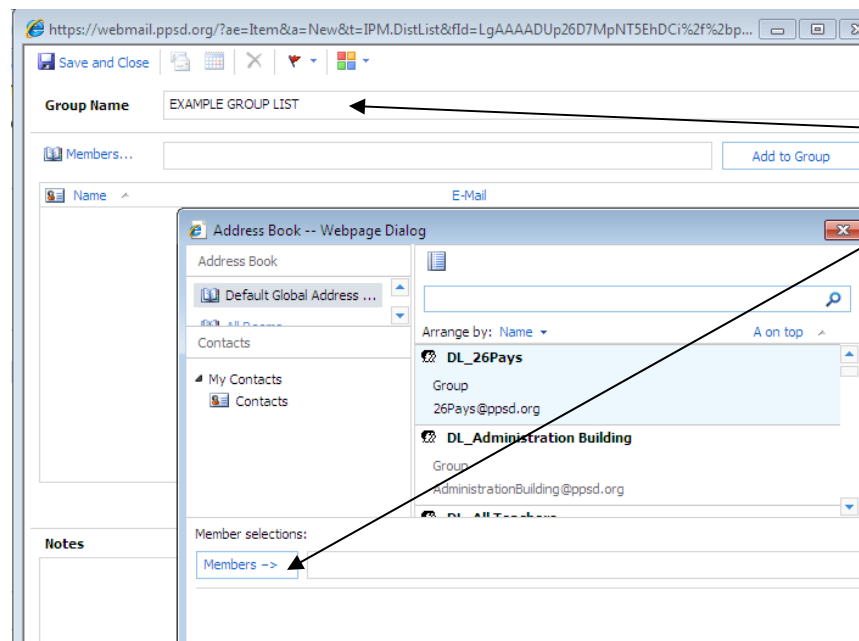 https://webmail.ppsd.org/?ae=Item&a=New&t=IPM.DistList&fId=LgAAAADUp26D7MpNT5EhDCi%2f%2bp...
Save and Close
Group Name EXAMPLE GROUP LIST
Members... Add to Group
Name E-Mail
Address Book -- Webpage Dialog
Address Book
Default Global Address ...
Contacts
My Contacts
Contacts
Arrange by: Name A on top
DL_26Pays
Group
26Pays@ppsd.org
DL_Administration Building
Group
AdministrationBuilding@ppsd.org
DL_All Teachers
Member selections:
Members ->
Notes